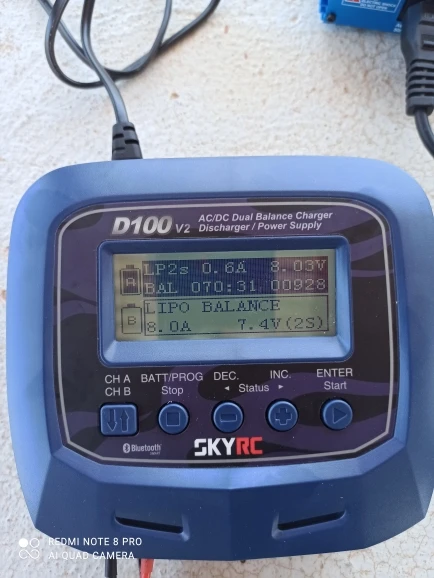 D100 V2 AC/DC Dual Balance Charger
Discharger / Power Supply
A LP2s 0.6A 8.03V
BAL 070:31 00928
B LIPO BALANCE
8.0A 7.4V(2S)
CH A BATT/PROG DEC. INC. ENTER
CH B Stop ◄ Status ► Start
Bluetooth
SKYRC
REDMI NOTE 8 PRO
AI QUAD CAMERA